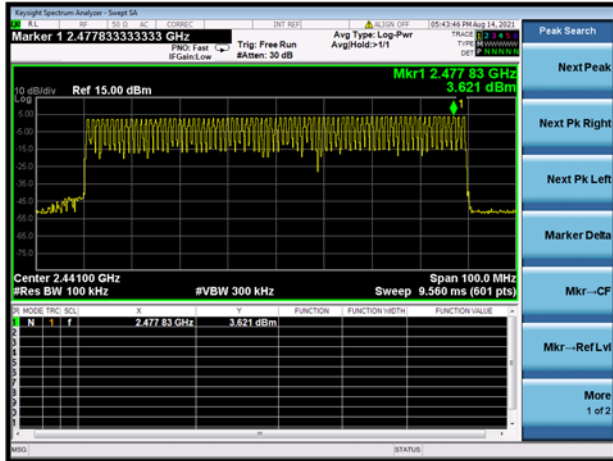 Keysight Spectrum Analyzer - Swept SA
RL RF 50 Ω AC CORREC INT REF ALIGN OFF 05:43:46 PM Aug 14, 2021
Marker 1 2.477833333333 GHz Avg Type: Log-Pwr TRACE 1 2 3 4 5 6
PNO: Fast Trig: Free Run Avg|Hold:>1/1 TYPE M W W W W W
IFGain:Low #Atten: 30 dB DET P N N N N N
Mkr1 2.477 83 GHz
10 dB/div Ref 15.00 dBm 3.621 dBm
Log
1
5.00
-5.00
-15.0
-25.0
-35.0
-45.0
-55.0
-65.0
-75.0
Center 2.44100 GHz Span 100.0 MHz
#Res BW 100 kHz #VBW 300 kHz Sweep 9.560 ms (601 pts)
MODE TRC SCL X Y FUNCTION FUNCTION WIDTH FUNCTION VALUE
1 N 1 f 2.477 83 GHz 3.621 dBm
2
3
4
5
6
7
8
9
MSG STATUS
Peak Search
Next Peak
Next Pk Right
Next Pk Left
Marker Delta
Mkr→CF
Mkr→Ref Lvl
More
1 of 2